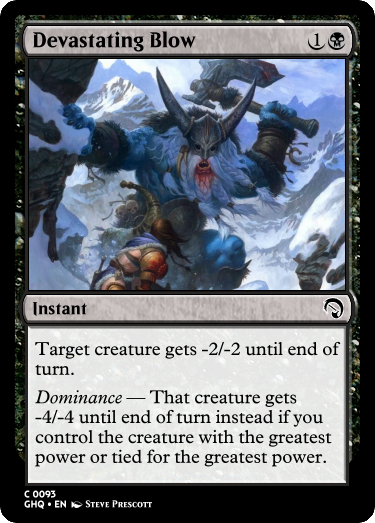 Devastating Blow 1
Instant
Target creature gets -2/-2 until end of
turn.
Dominance — That creature gets
-4/-4 until end of turn instead if you
control the creature with the greatest
power or tied for the greatest power.
C 0093
GHQ • EN Steve Prescott